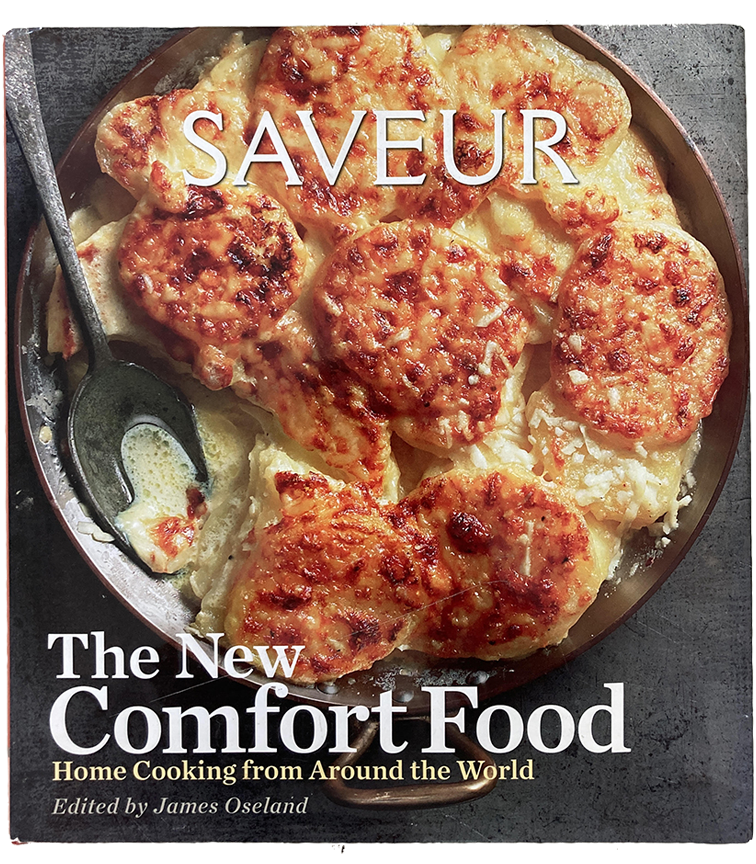 SAVEUR
The New
Comfort Food
Home Cooking from Around the World
Edited by James Oseland